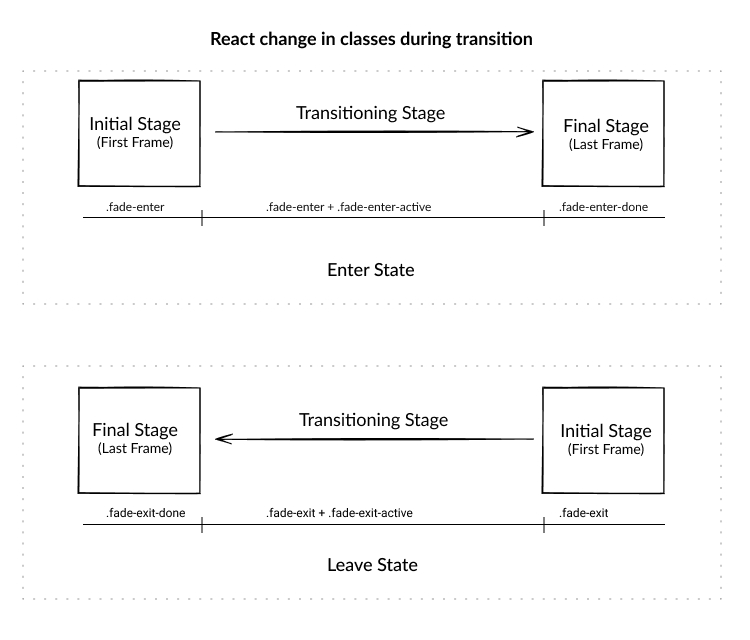 React change in classes during transition
Initial Stage
(First Frame)
Transitioning Stage
Final Stage
(Last Frame)
.fade-enter
.fade-enter + .fade-enter-active
.fade-enter-done
Enter State
Final Stage
(Last Frame)
Transitioning Stage
Initial Stage
(First Frame)
.fade-exit-done
.fade-exit + .fade-exit-active
.fade-exit
Leave State